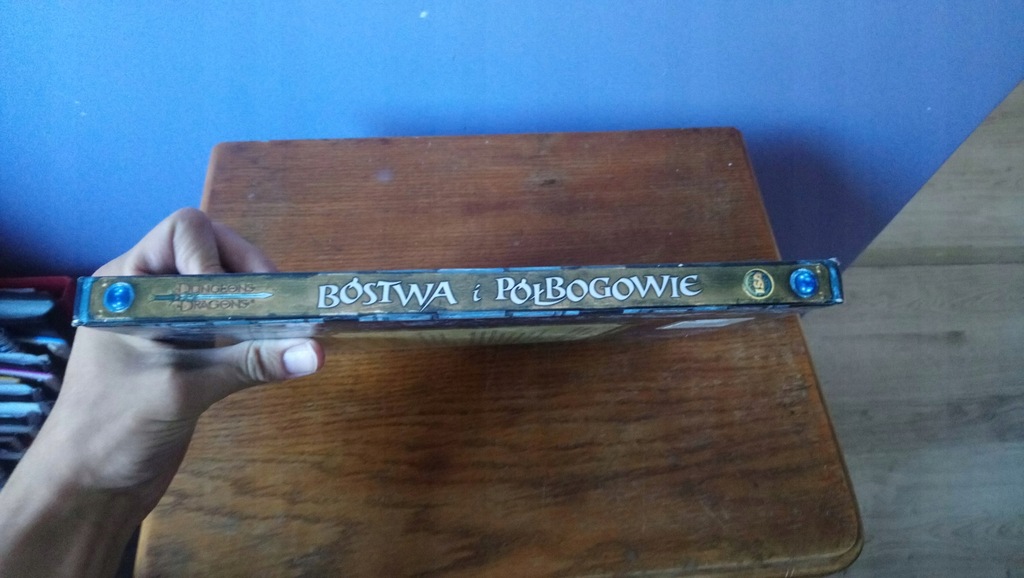 DUNGEONS
& DRAGONS
BÓSTWA i PÓŁBOGOWIE